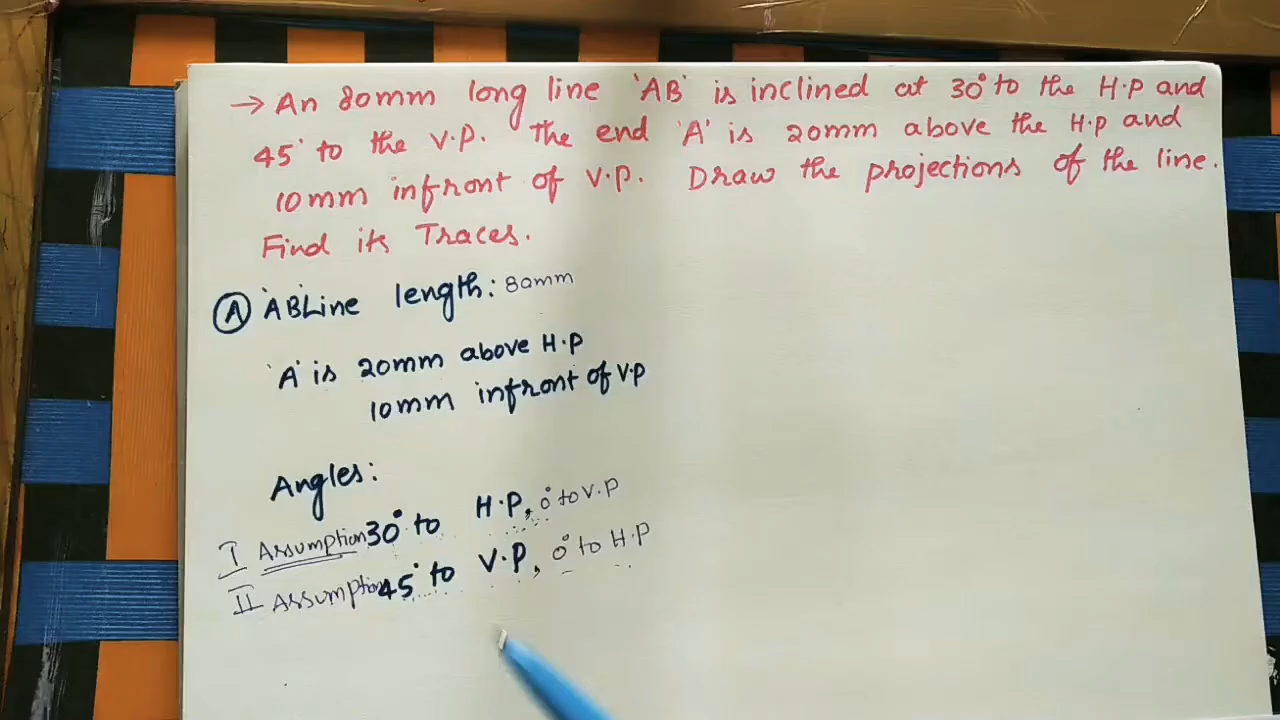 → An 80mm long line 'AB' is inclined at 30° to the H.P and
45° to the V.P. The end 'A' is 20mm above the H.P and
10mm infront of V.P. Draw the projections of the line.
Find its Traces.
Ⓐ 'AB' Line length: 80mm
'A' is 20mm above H.P
10mm infront of V.P
Angles:
I Assumption 30° to H.P, 0° to V.P
II Assumption 45° to V.P, 0° to H.P